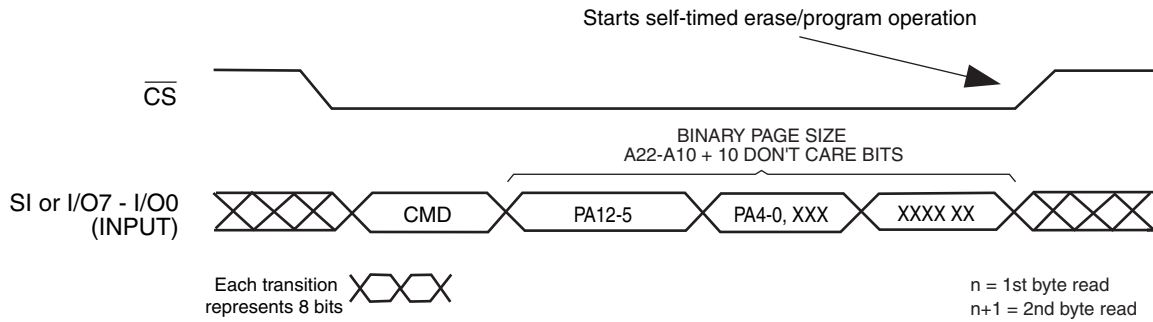 Starts self-timed erase/program operation
CS
BINARY PAGE SIZE
A22-A10 + 10 DON'T CARE BITS
SI or I/O7 - I/O0
(INPUT)
CMD
PA12-5
PA4-0, XXX
XXXX XX
Each transition
represents 8 bits
n = 1st byte read
n+1 = 2nd byte read